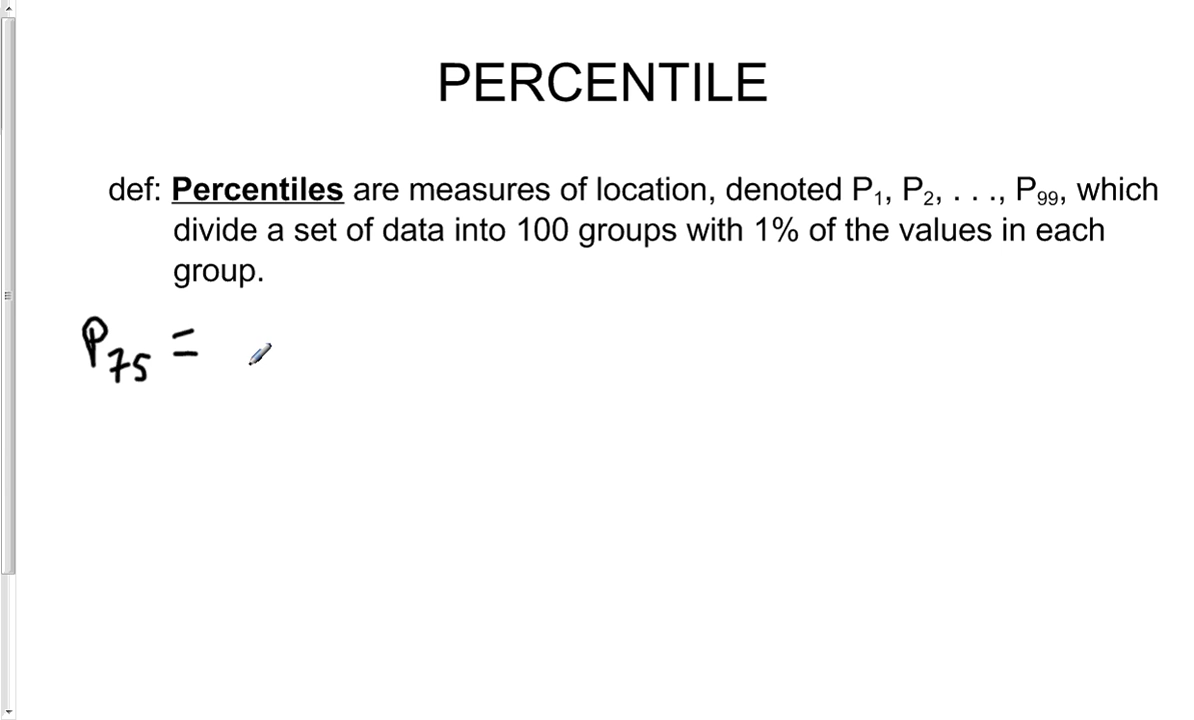 PERCENTILE
def: Percentiles are measures of location, denoted P₁, P₂, . . ., P₉₉, which
divide a set of data into 100 groups with 1% of the values in each
group.
P₇₅ =